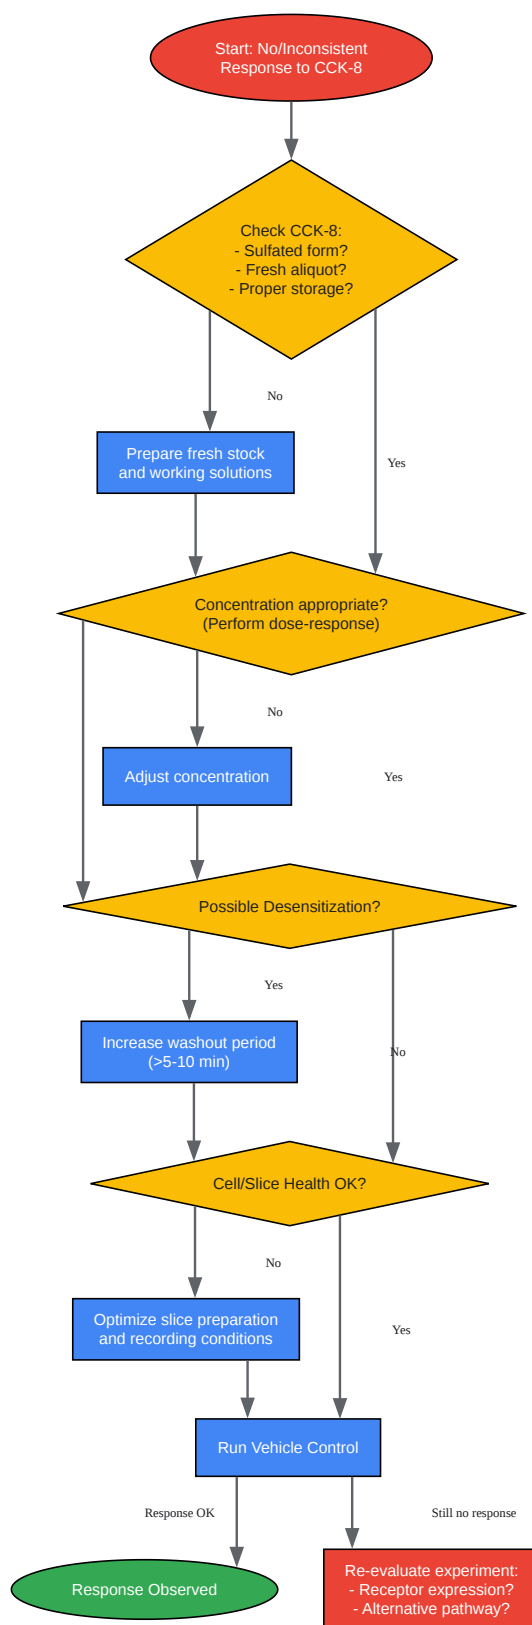 Start: No/Inconsistent
Response to CCK-8
Check CCK-8:
- Sulfated form?
- Fresh aliquot?
- Proper storage?
No
Prepare fresh stock
and working solutions
Yes
Concentration appropriate?
(Perform dose-response)
No
Adjust concentration
Yes
Possible Desensitization?
Yes
Increase washout period
(>5-10 min)
No
Cell/Slice Health OK?
No
Optimize slice preparation
and recording conditions
Yes
Run Vehicle Control
Response OK
Still no response
Response Observed
Re-evaluate experiment:
- Receptor expression?
- Alternative pathway?